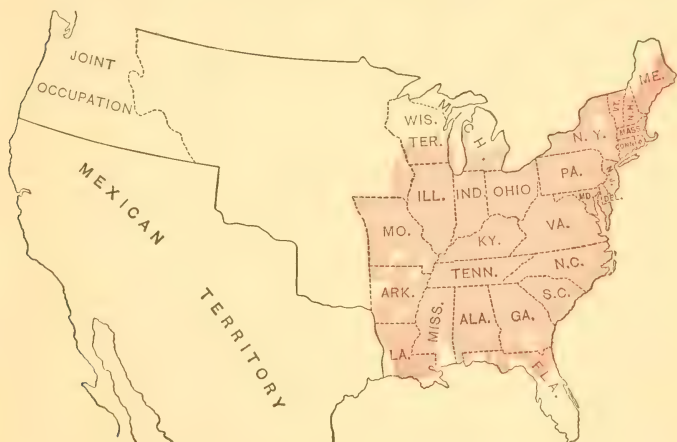 JOINT
OCCUPATION
MEXICAN
TERRITORY
WIS.
TER.
MICH.
ILL.
IND.
OHIO
MO.
KY.
TENN.
ARK.
MISS.
ALA.
GA.
LA.
FLA.
S.C.
N.C.
VA.
MD.
DEL.
N.J.
PA.
N.Y.
CONN.
MASS.
VT.
N.H.
ME.